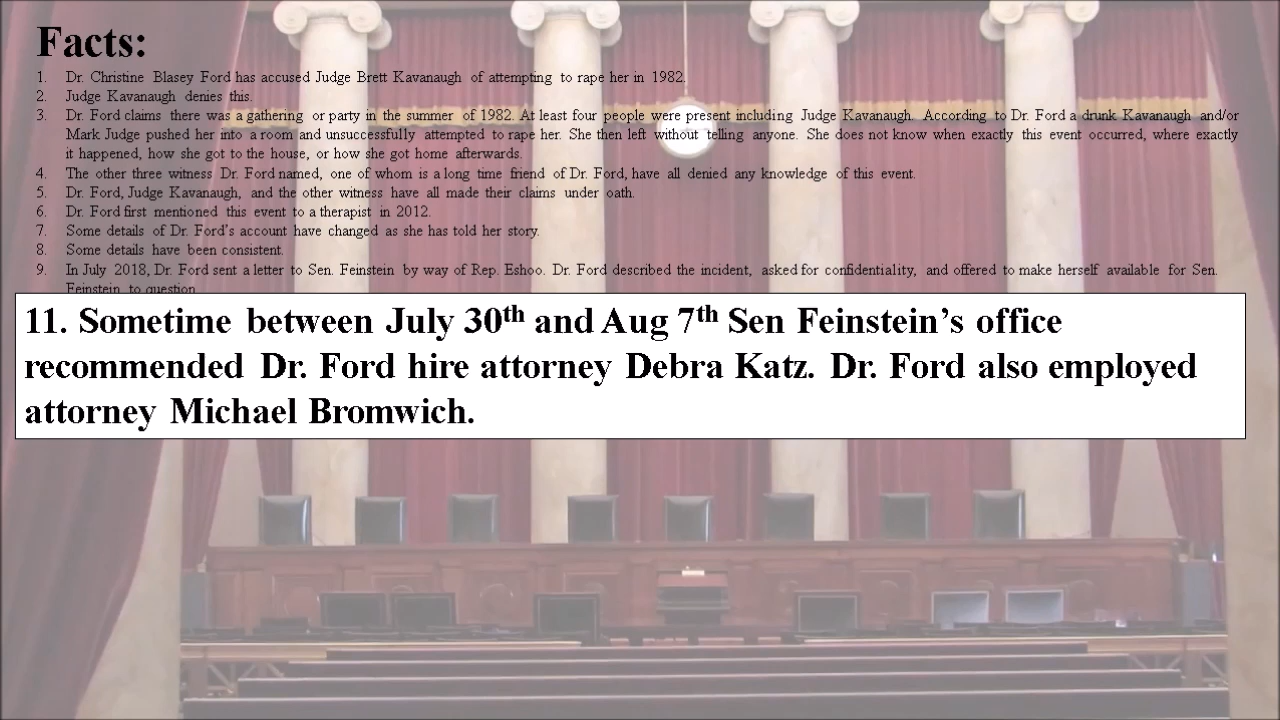 Facts:
1. Dr. Christine Blasey Ford has accused Judge Brett Kavanaugh of attempting to rape her in 1982.
2. Judge Kavanaugh denies this.
3. Dr. Ford claims there was a gathering or party in the summer of 1982. At least four people were present including Judge Kavanaugh. According to Dr. Ford a drunk Kavanaugh and/or
Mark Judge pushed her into a room and unsuccessfully attempted to rape her. She then left without telling anyone. She does not know when exactly this event occurred, where exactly
it happened, how she got to the house, or how she got home afterwards.
4. The other three witness Dr. Ford named, one of whom is a long time friend of Dr. Ford, have all denied any knowledge of this event.
5. Dr. Ford, Judge Kavanaugh, and the other witness have all made their claims under oath.
6. Dr. Ford first mentioned this event to a therapist in 2012.
7. Some details of Dr. Ford's account have changed as she has told her story.
8. Some details have been consistent.
9. In July 2018, Dr. Ford sent a letter to Sen. Feinstein by way of Rep. Eshoo. Dr. Ford described the incident, asked for confidentiality, and offered to make herself available for Sen.
Feinstein to question
11. Sometime between July 30th and Aug 7th Sen Feinstein's office
recommended Dr. Ford hire attorney Debra Katz. Dr. Ford also employed
attorney Michael Bromwich.